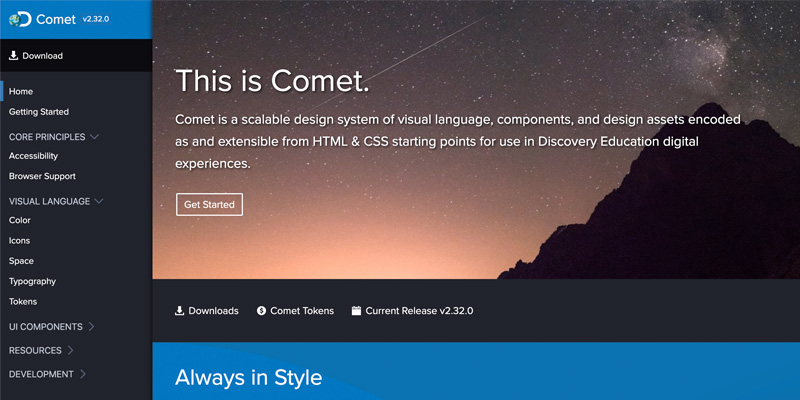 Comet v2.32.0
Download
Home
Getting Started
CORE PRINCIPLES
Accessibility
Browser Support
VISUAL LANGUAGE
Color
Icons
Space
Typography
Tokens
UI COMPONENTS
RESOURCES
DEVELOPMENT
This is Comet.
Comet is a scalable design system of visual language, components, and design assets encoded
as and extensible from HTML & CSS starting points for use in Discovery Education digital
experiences.
Get Started
Downloads Comet Tokens Current Release v2.32.0
Always in Style